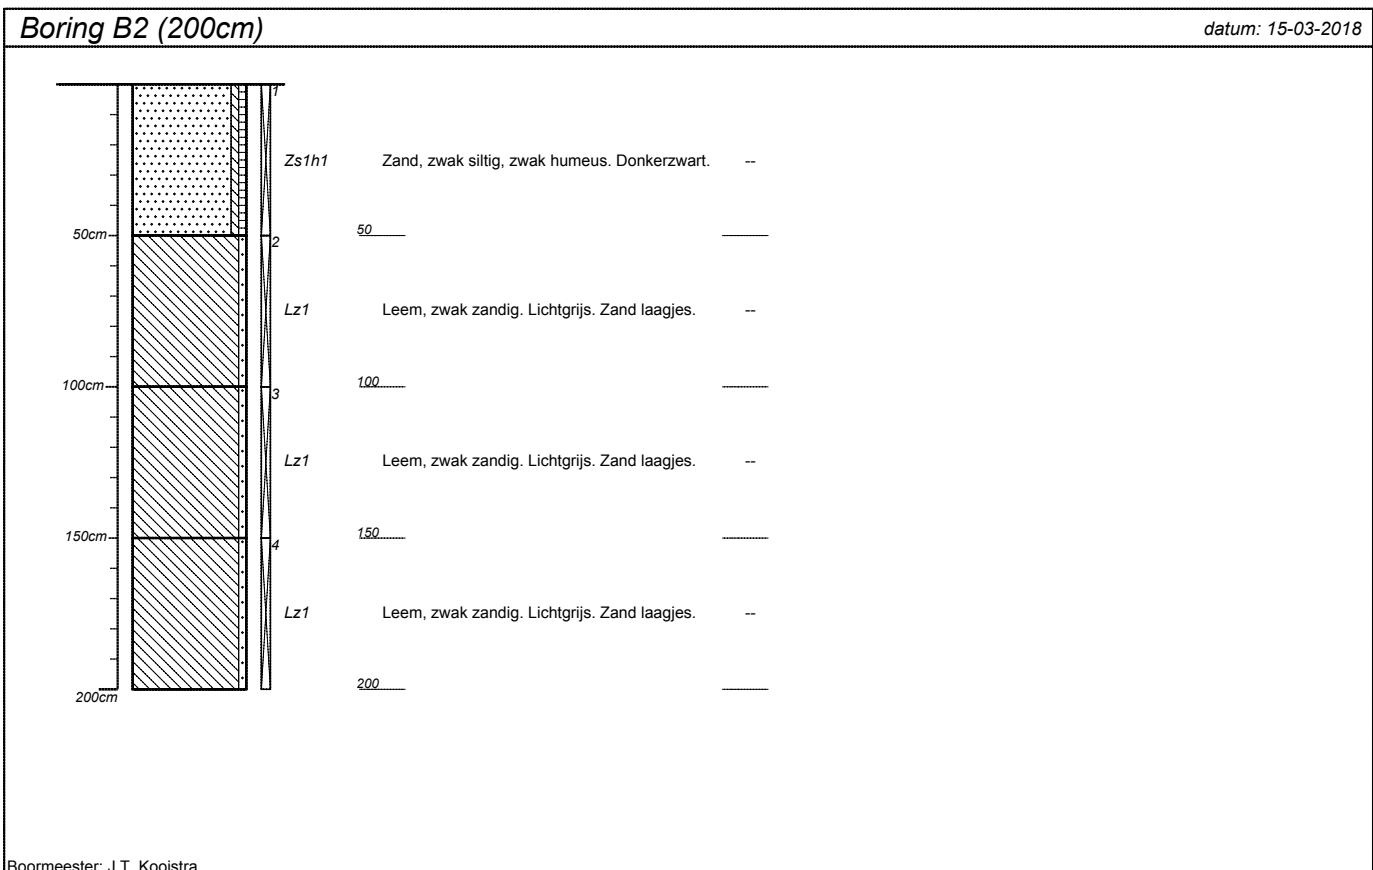 Boring B2 (200cm)
datum: 15-03-2018
1
Zs1h1 Zand, zwak siltig, zwak humeus. Donkerzwart. --
50cm 2 50
Lz1 Leem, zwak zandig. Lichtgrijs. Zand laagjes. --
100cm 3 100
Lz1 Leem, zwak zandig. Lichtgrijs. Zand laagjes. --
150cm 4 150
Lz1 Leem, zwak zandig. Lichtgrijs. Zand laagjes. --
200cm 200
Boormeester: J.T. Kooistra